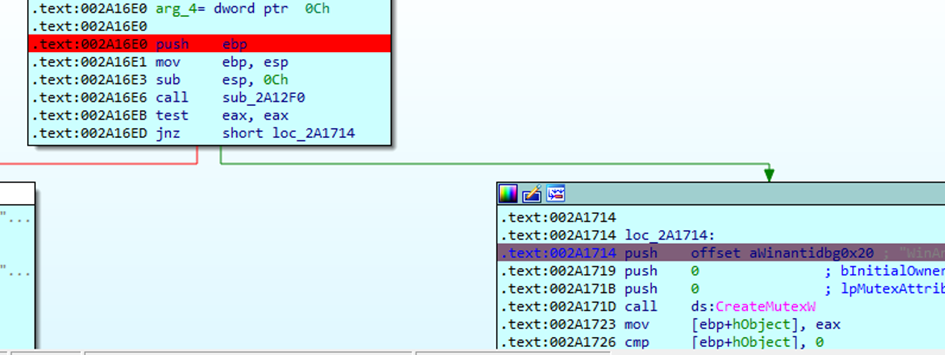 .text:002A16E0 arg_4= dword ptr  0Ch
.text:002A16E0
.text:002A16E0 push    ebp
.text:002A16E1 mov     ebp, esp
.text:002A16E3 sub     esp, 0Ch
.text:002A16E6 call    sub_2A12F0
.text:002A16EB test    eax, eax
.text:002A16ED jnz     short loc_2A1714
"...
"...
.text:002A1714
.text:002A1714 loc_2A1714:
.text:002A1714 push    offset aWinantidbg0x20 ; "WinAn
.text:002A1719 push    0               ; bInitialOwner
.text:002A171B push    0               ; lpMutexAttrib
.text:002A171D call    ds:CreateMutexW
.text:002A1723 mov     [ebp+hObject], eax
.text:002A1726 cmp     [ebp+hObject], 0